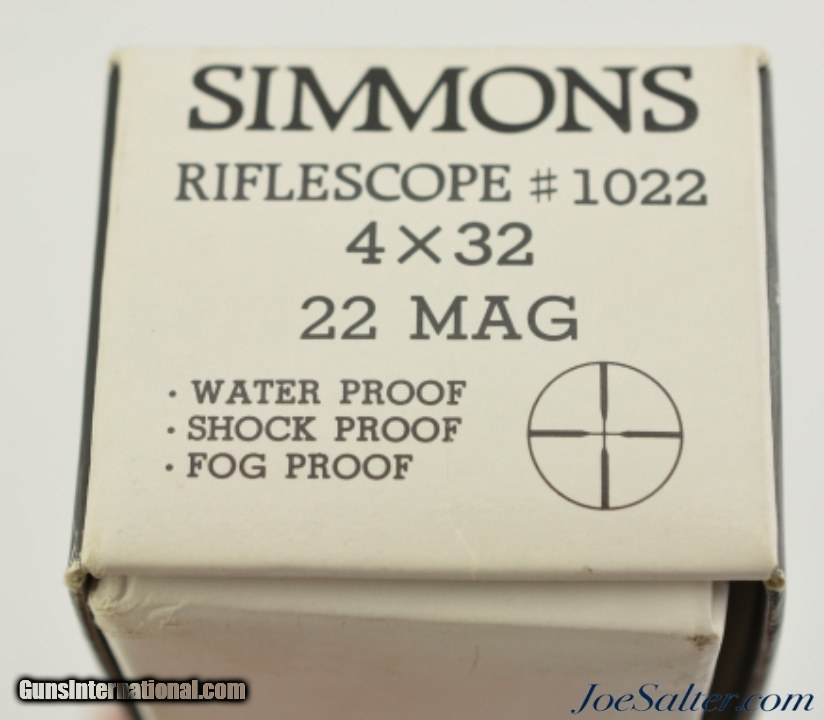 SIMMONS
RIFLESCOPE # 1022
4×32
22 MAG
· WATER PROOF
· SHOCK PROOF
· FOG PROOF
GunsInternational.com
JoeSalter.com